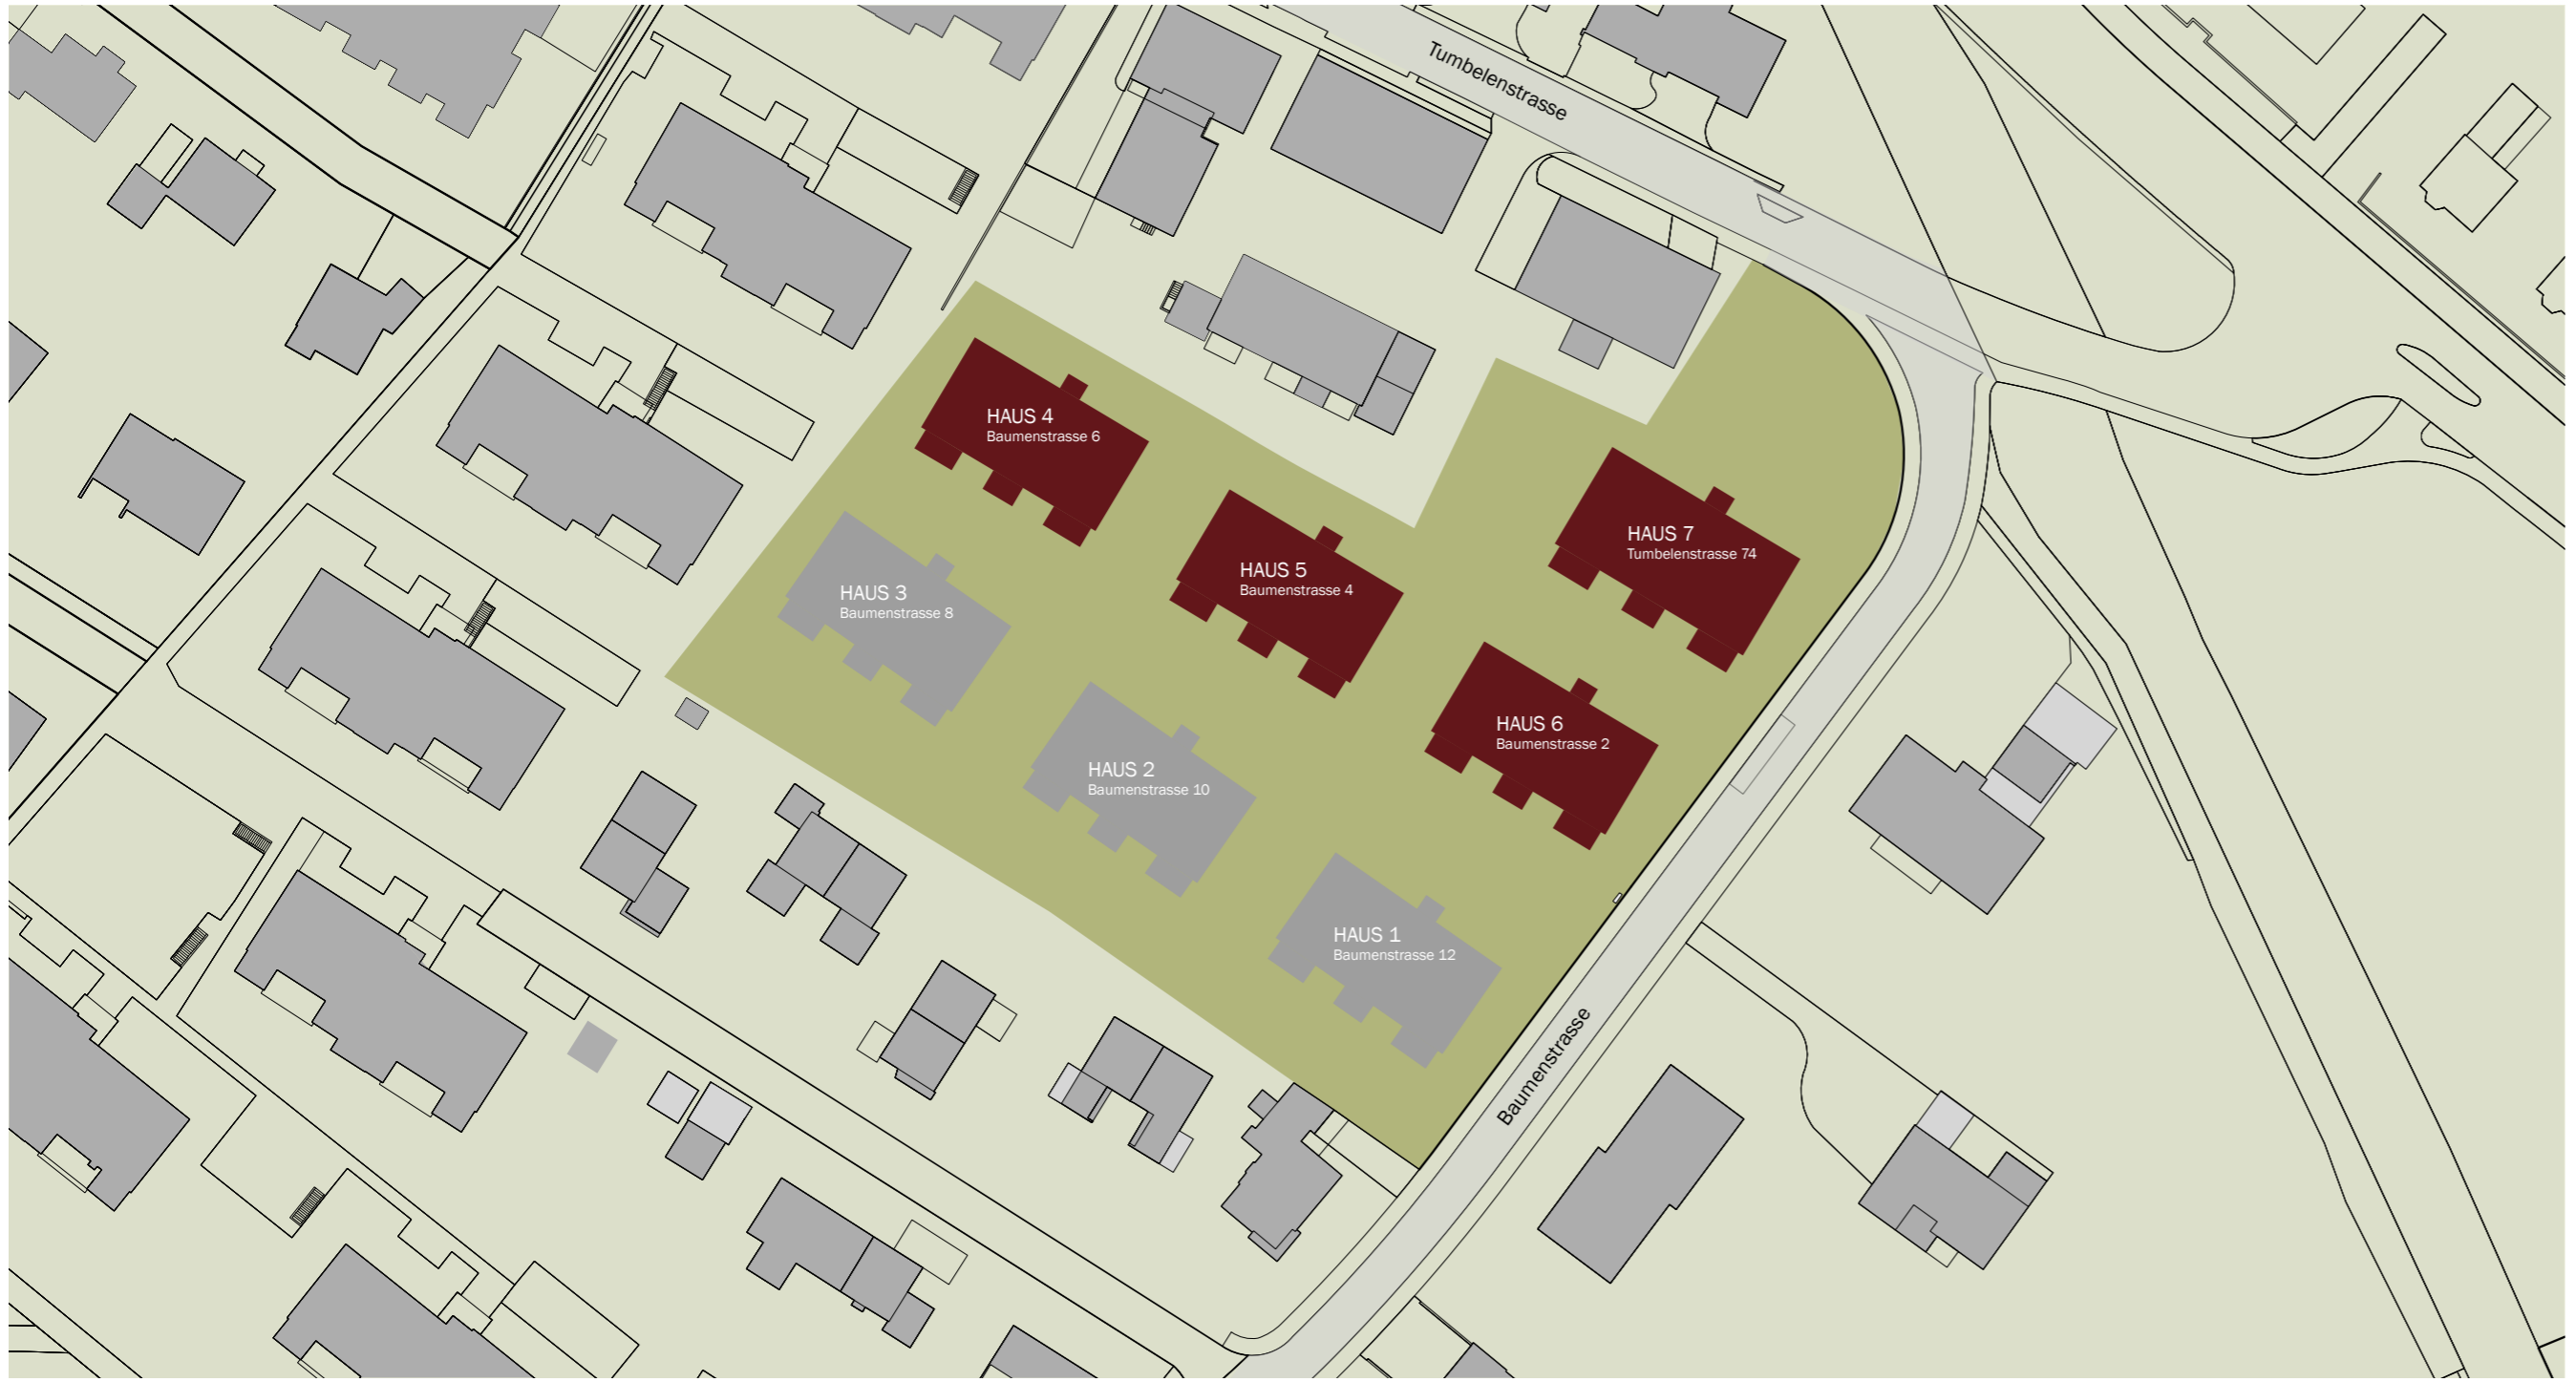 Tumbelenstrasse
HAUS 4
Baumenstrasse 6
HAUS 7
Tumbelenstrasse 74
HAUS 5
Baumenstrasse 4
HAUS 3
Baumenstrasse 8
HAUS 6
Baumenstrasse 2
HAUS 2
Baumenstrasse 10
HAUS 1
Baumenstrasse 12
Baumenstrasse